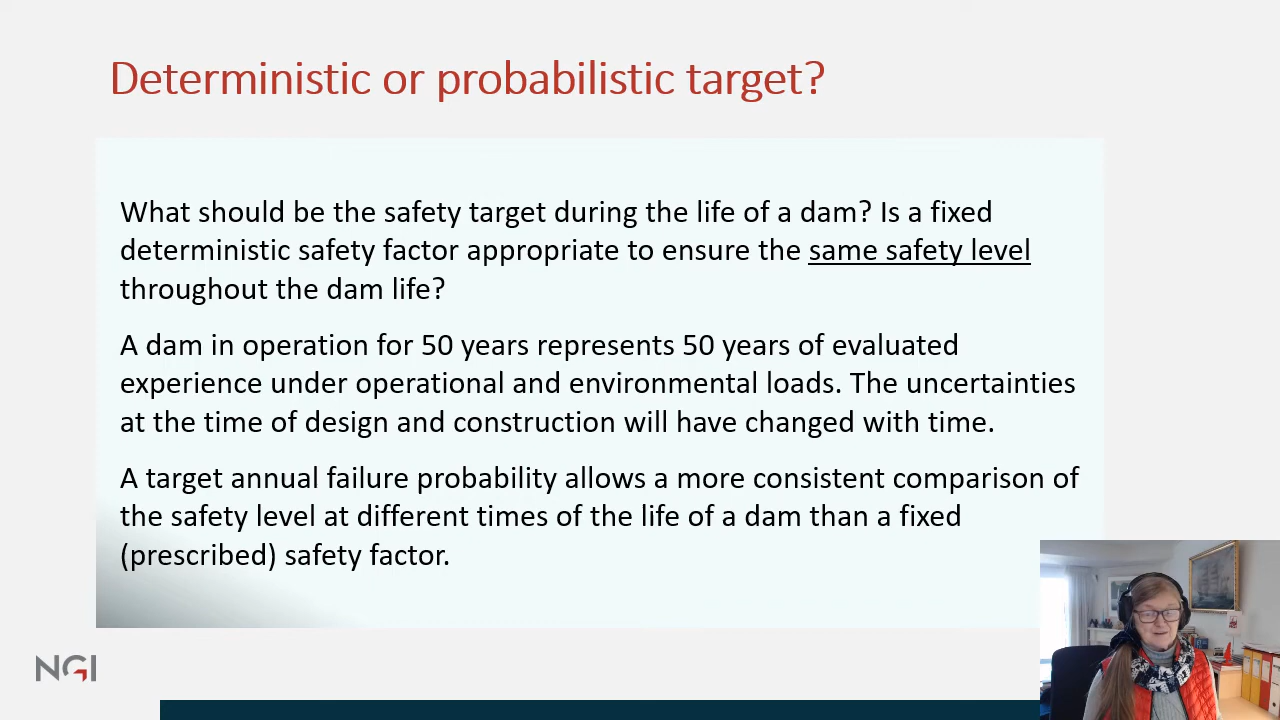 Deterministic or probabilistic target?
What should be the safety target during the life of a dam? Is a fixed
deterministic safety factor appropriate to ensure the same safety level
throughout the dam life?
A dam in operation for 50 years represents 50 years of evaluated
experience under operational and environmental loads. The uncertainties
at the time of design and construction will have changed with time.
A target annual failure probability allows a more consistent comparison of
the safety level at different times of the life of a dam than a fixed
(prescribed) safety factor.
NGI